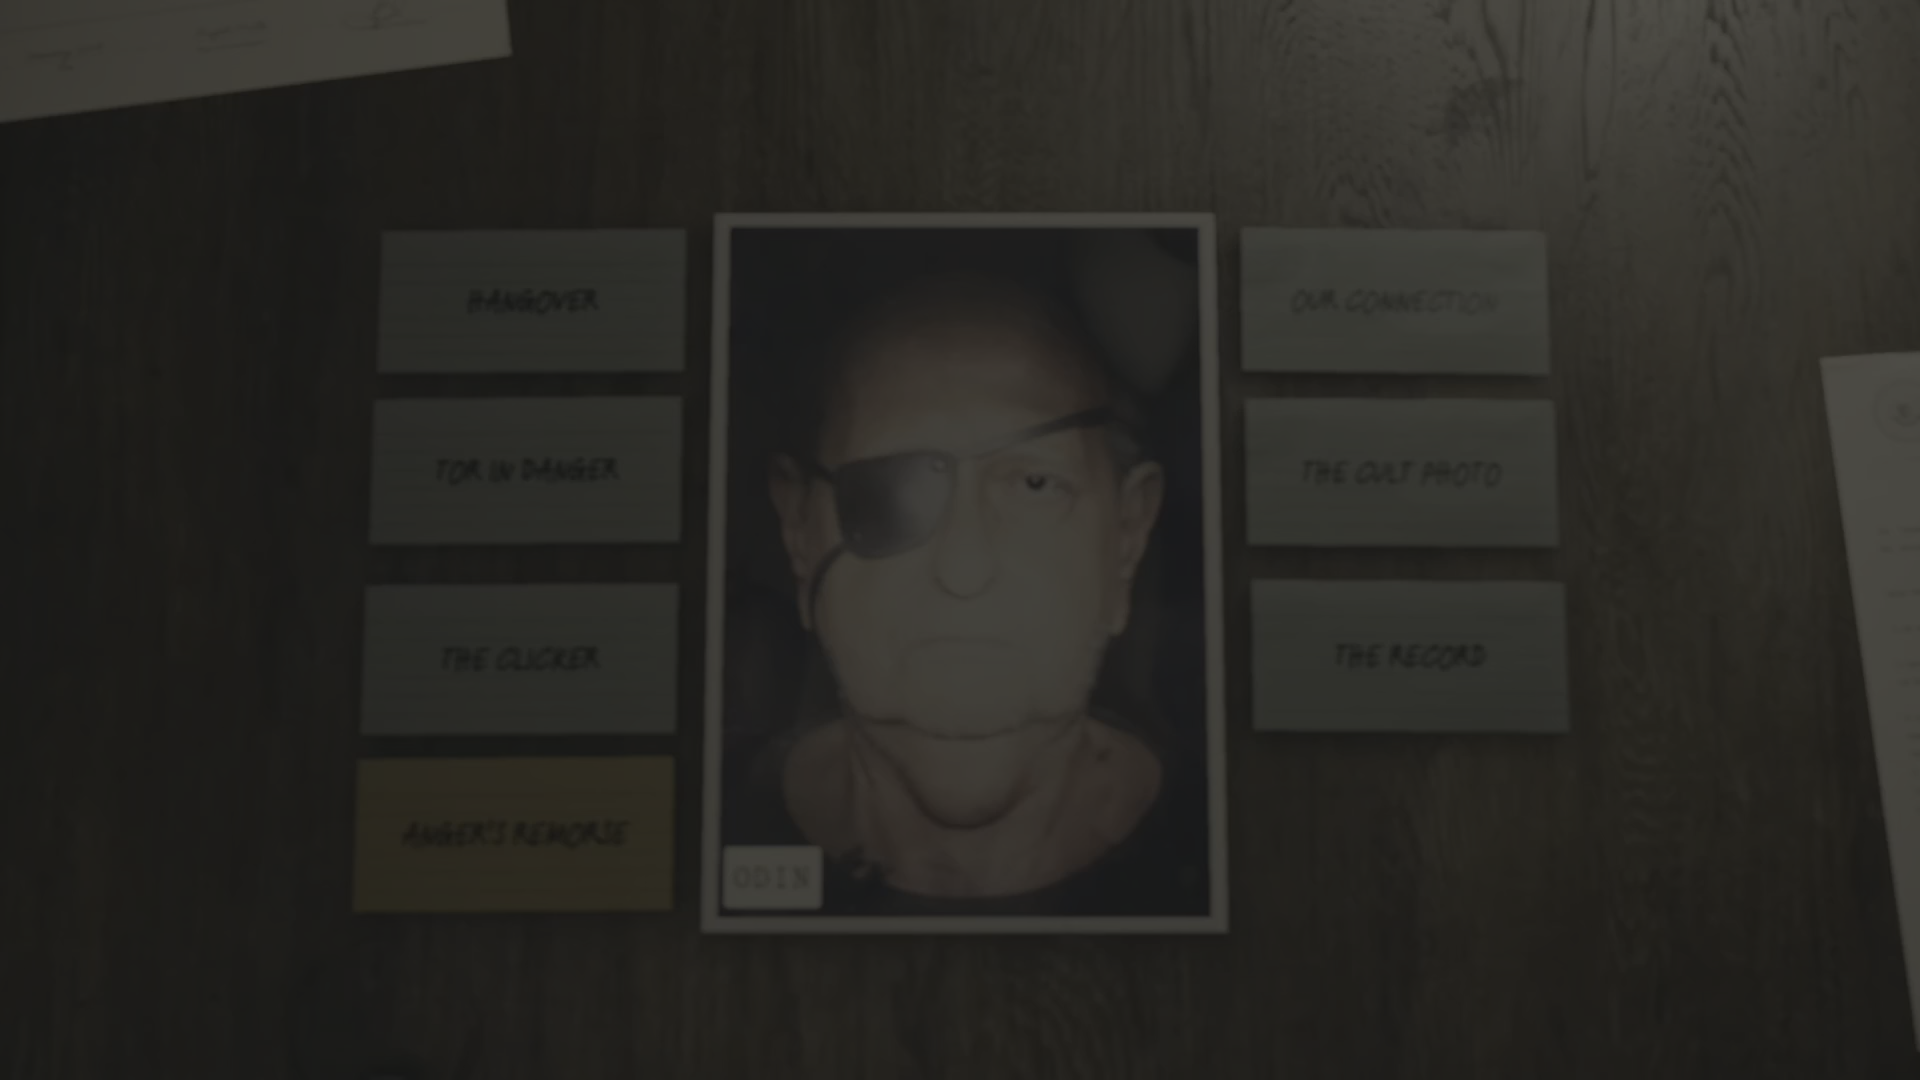 HANGOVER
TOR IN DANGER
THE CLICKER
ANGER'S REMORSE
ODIN
OUR CONNECTION
THE CULT PHOTO
THE RECORD